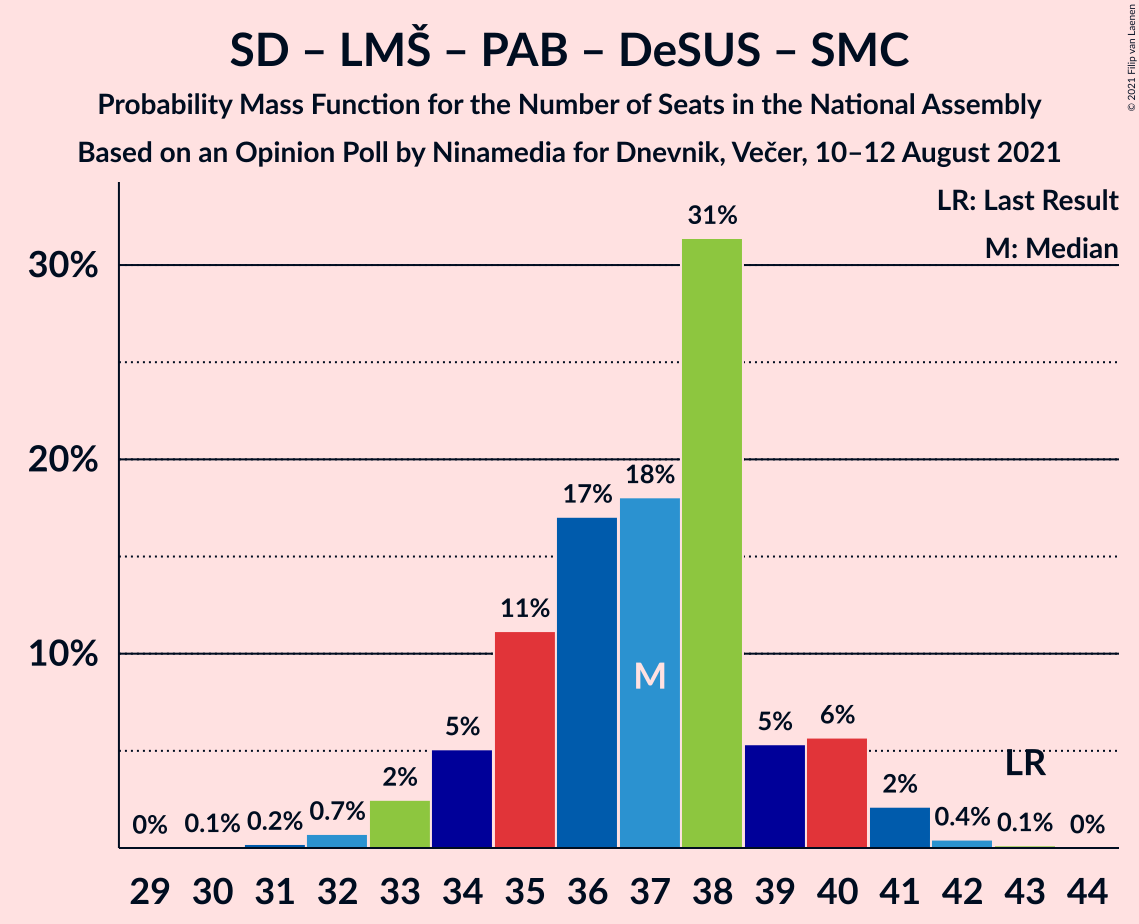 SD – LMŠ – PAB – DeSUS – SMC
Probability Mass Function for the Number of Seats in the National Assembly
Based on an Opinion Poll by Ninamedia for Dnevnik, Večer, 10–12 August 2021
© 2021 Filip van Laenen
LR: Last Result
M: Median
30%
20%
10%
0%
0.1%
0.2%
0.7%
2%
5%
11%
17%
18%
31%
5%
6%
2%
0.4%
0.1%
0%
M
LR
29 30 31 32 33 34 35 36 37 38 39 40 41 42 43 44